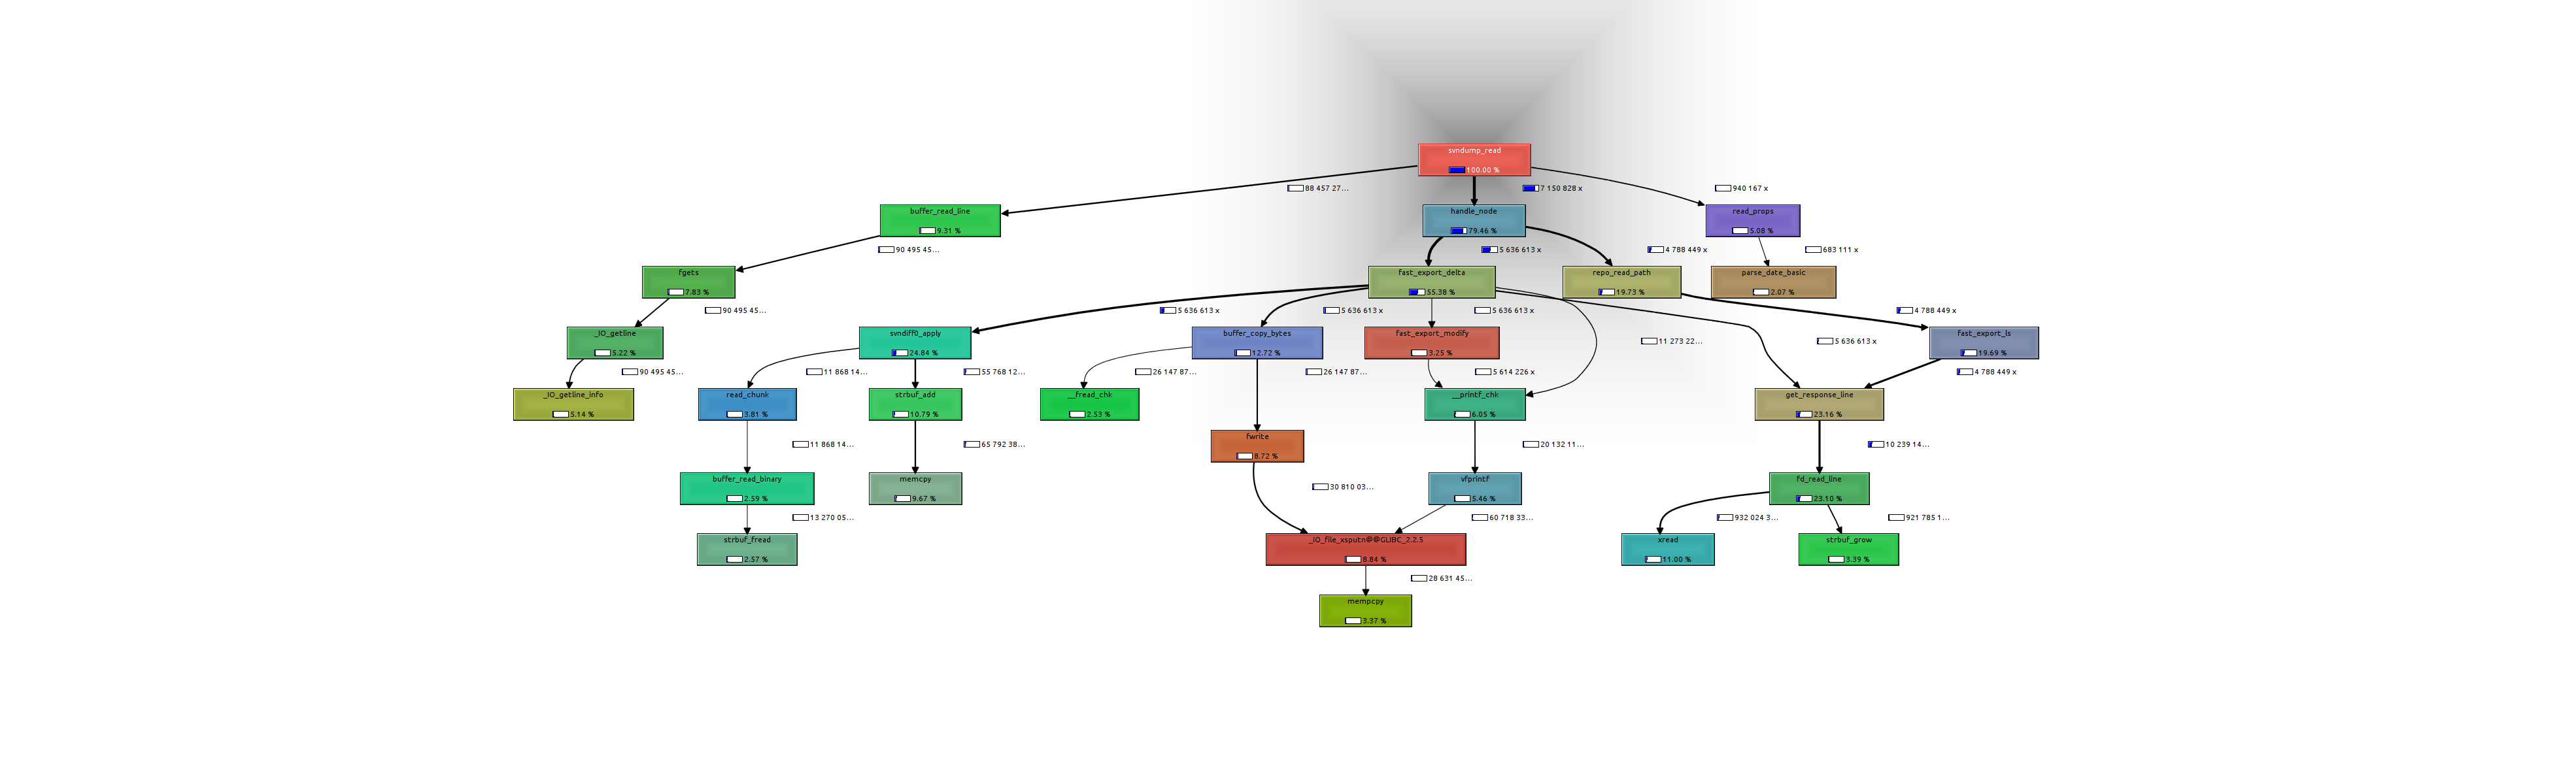 svndump_read
100.00 %
88 457 27...
7 150 828 x
940 167 x
buffer_read_line
9.31 %
handle_node
79.46 %
read_props
5.08 %
90 495 45...
5 636 613 x
4 788 449 x
683 111 x
fgets
7.83 %
fast_export_delta
55.38 %
repo_read_path
19.73 %
parse_date_basic
2.07 %
90 495 45...
5 636 613 x
5 636 613 x
5 636 613 x
4 788 449 x
_IO_getline
5.22 %
svndiff0_apply
24.84 %
buffer_copy_bytes
12.72 %
fast_export_modify
3.25 %
11 273 22...
5 636 613 x
fast_export_ls
19.69 %
90 495 45...
11 868 14...
55 768 12...
26 147 87...
26 147 87...
5 614 226 x
4 788 449 x
_IO_getline_info
5.14 %
read_chunk
3.81 %
strbuf_add
10.79 %
__fread_chk
2.53 %
__printf_chk
6.05 %
get_response_line
23.16 %
11 868 14...
65 792 38...
fwrite
8.72 %
20 132 11...
10 239 14...
buffer_read_binary
2.59 %
memcpy
9.67 %
vfprintf
5.46 %
fd_read_line
23.10 %
13 270 05...
30 810 03...
60 718 33...
932 024 3...
921 785 1...
strbuf_fread
2.57 %
_IO_file_xsputn@@GLIBC_2.2.5
8.84 %
xread
11.00 %
strbuf_grow
3.39 %
28 631 45...
mempcpy
3.37 %